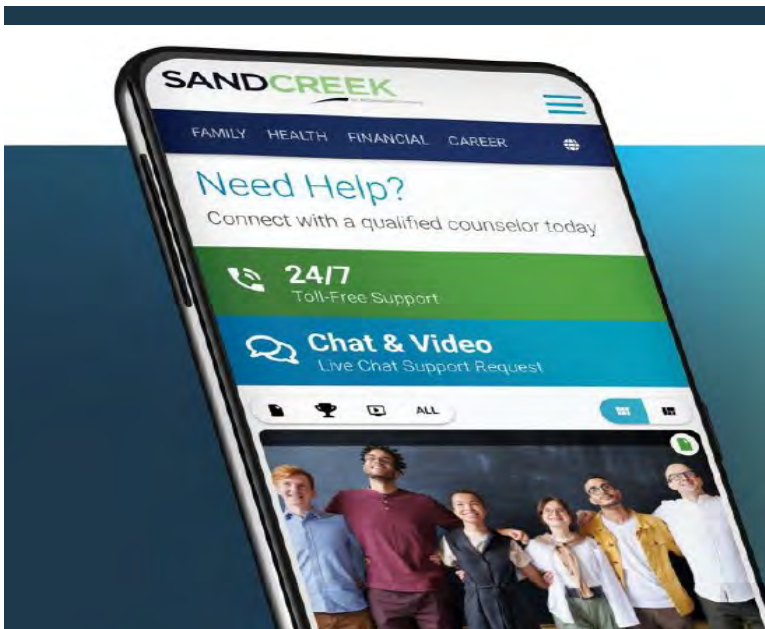 SANDCREEK
FAMILY HEALTH FINANCIAL CAREER
Need Help?
Connect with a qualified counselor today
24/7
Toll-Free Support
Chat & Video
Live Chat Support Request
ALL